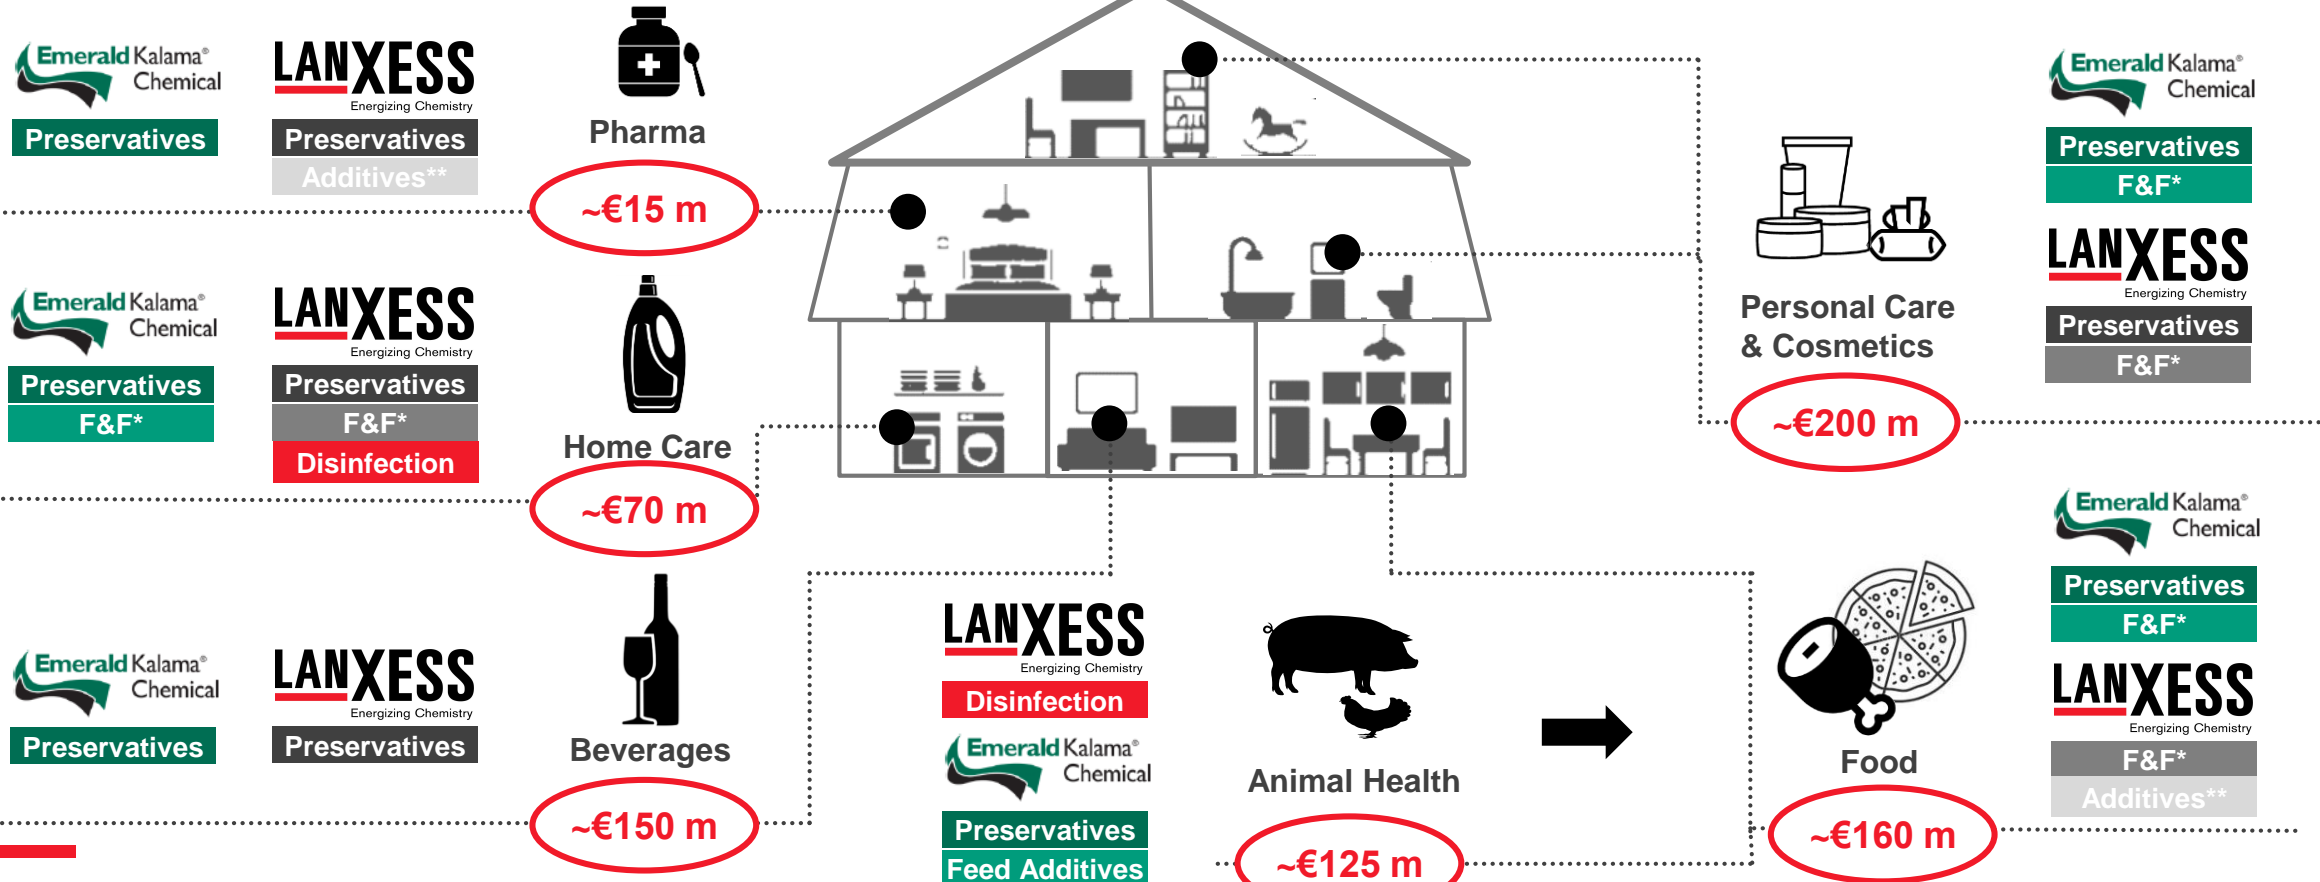 Emerald Kalama®
Chemical
Preservatives
LANXESS
Energizing Chemistry
Preservatives
Additives**
Pharma
~€15 m
Emerald Kalama®
Chemical
Preservatives
F&F*
LANXESS
Energizing Chemistry
Preservatives
F&F*
Disinfection
Home Care
~€70 m
Emerald Kalama®
Chemical
Preservatives
LANXESS
Energizing Chemistry
Preservatives
Beverages
~€150 m
LANXESS
Energizing Chemistry
Disinfection
Emerald Kalama®
Chemical
Preservatives
Feed Additives
Animal Health
~€125 m
Personal Care
& Cosmetics
~€200 m
Emerald Kalama®
Chemical
Preservatives
F&F*
LANXESS
Energizing Chemistry
Preservatives
F&F*
Food
~€160 m
Emerald Kalama®
Chemical
Preservatives
F&F*
LANXESS
Energizing Chemistry
F&F*
Additives**